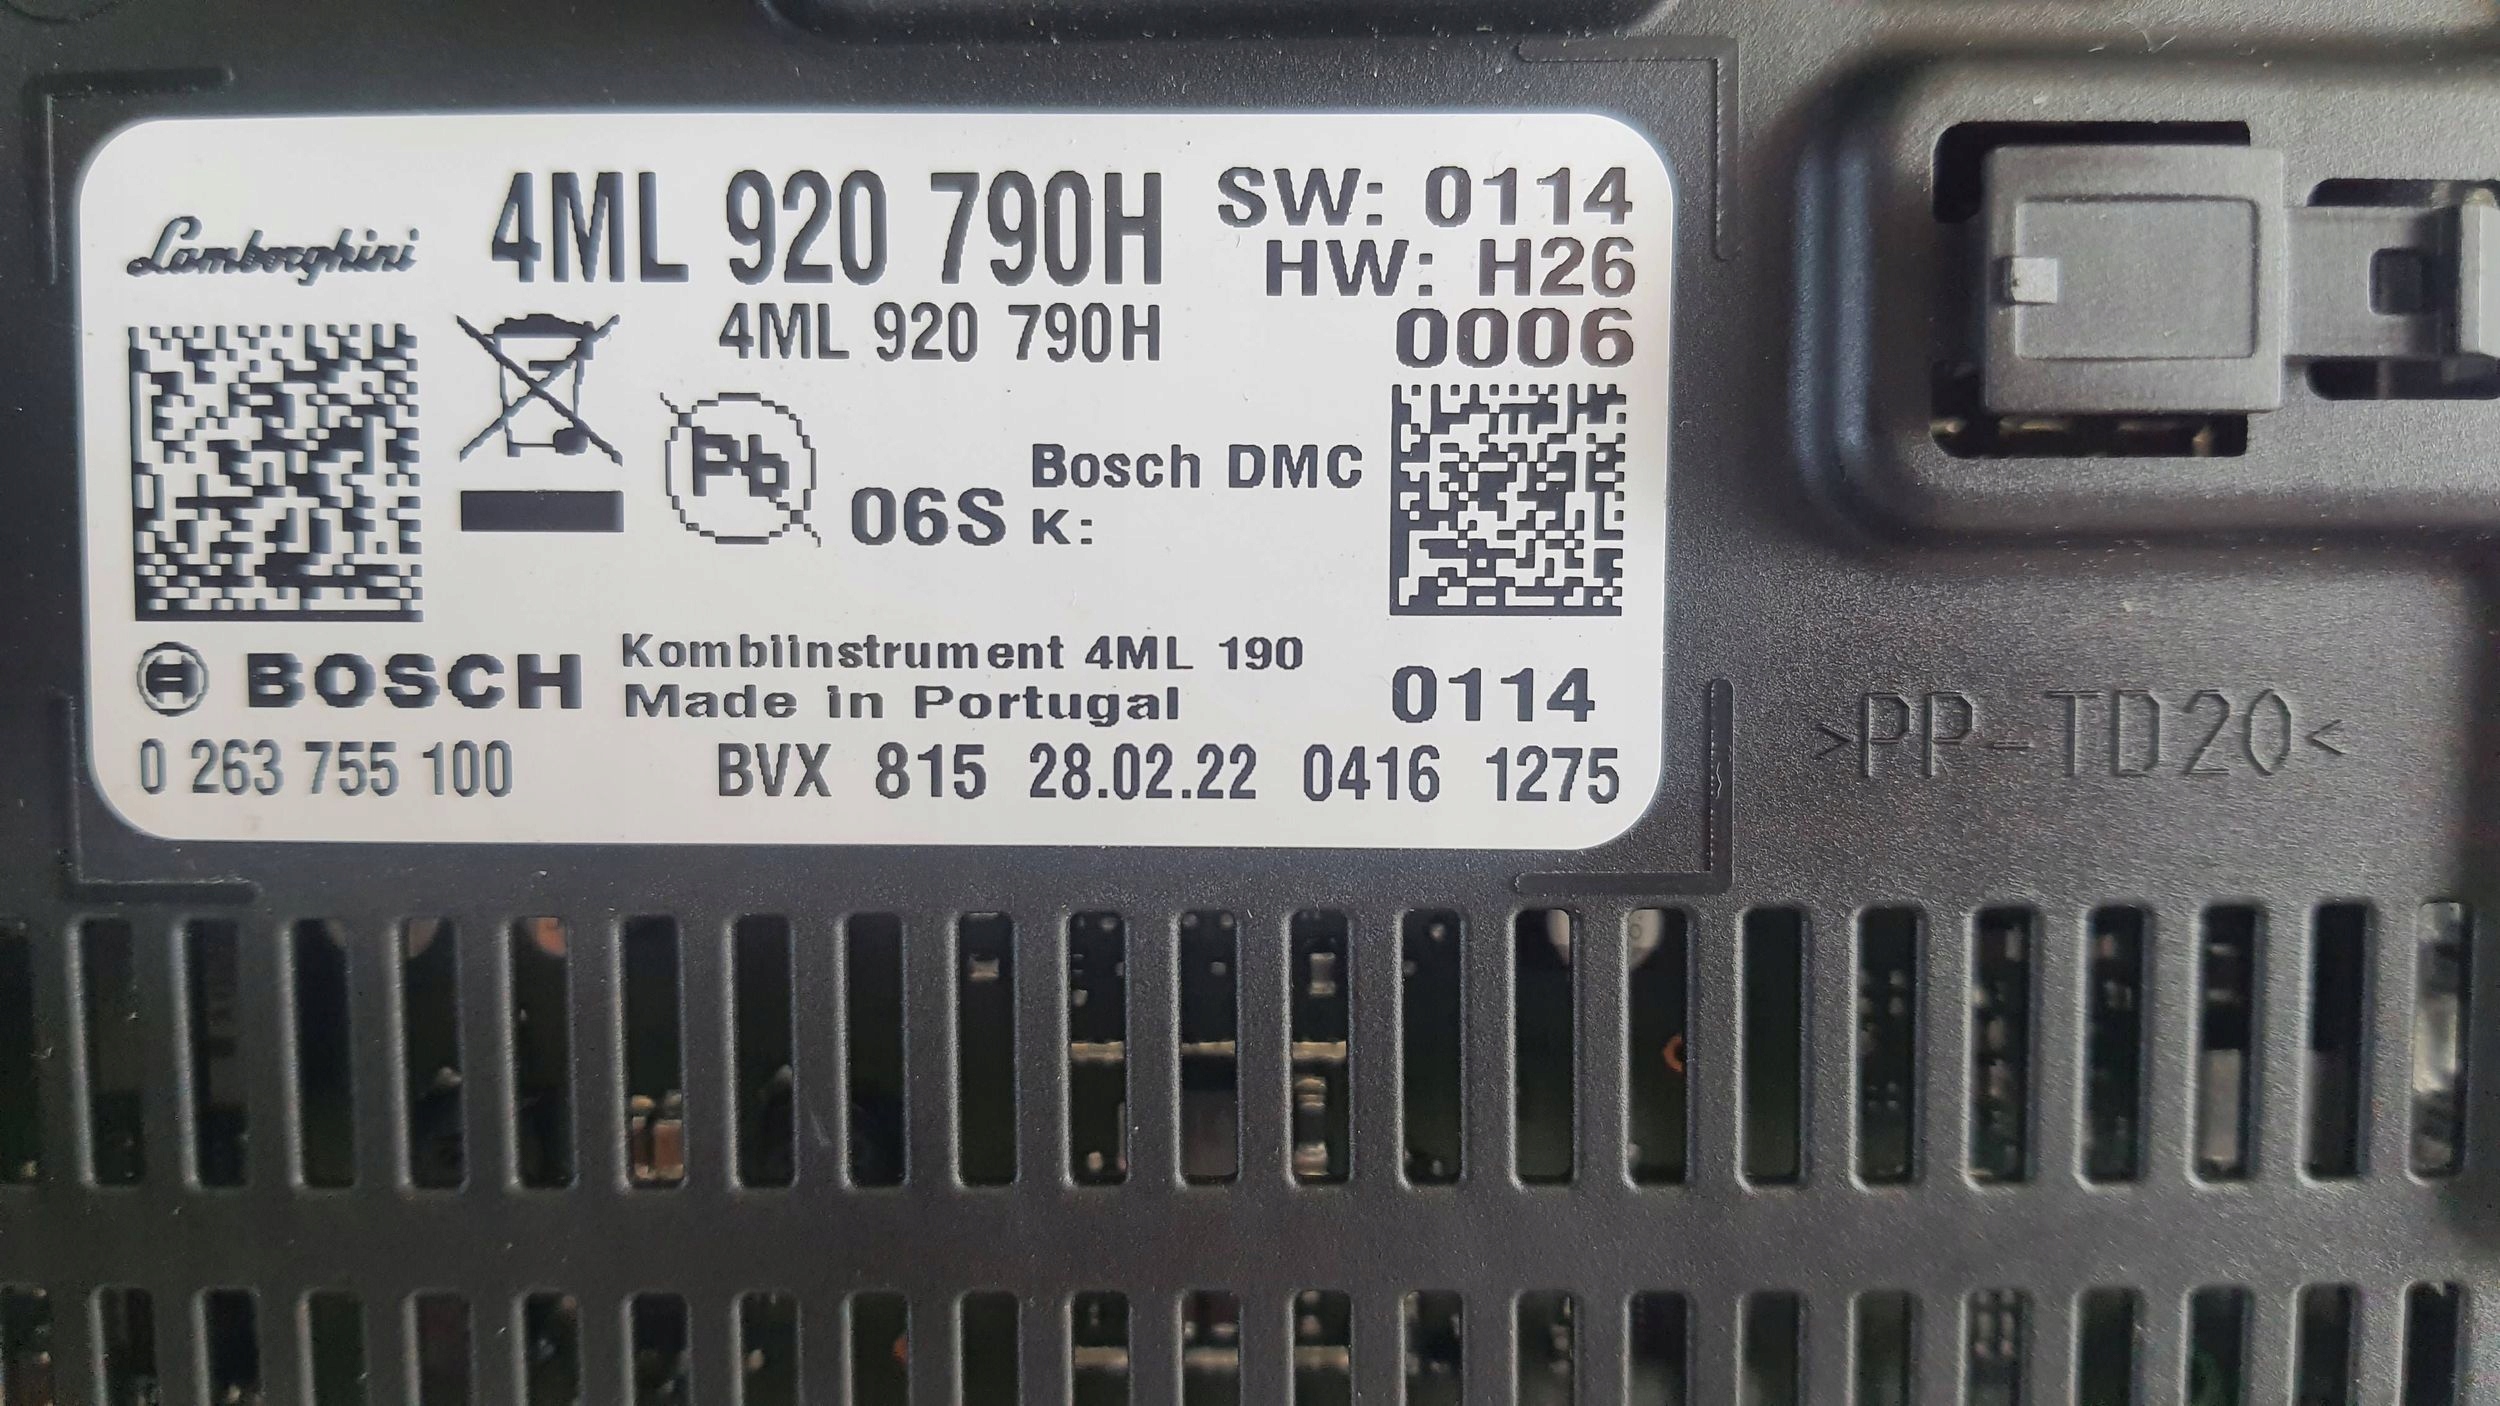 Lamborghini
4ML 920 790H
SW: 0114
HW: H26
4ML 920 790H
0006
Pb
06S
Bosch DMC
K:
BOSCH
Kombiinstrument 4ML 190
Made in Portugal
0114
0 263 755 100
BVX 815 28.02.22 0416 1275
>PP-TD20<